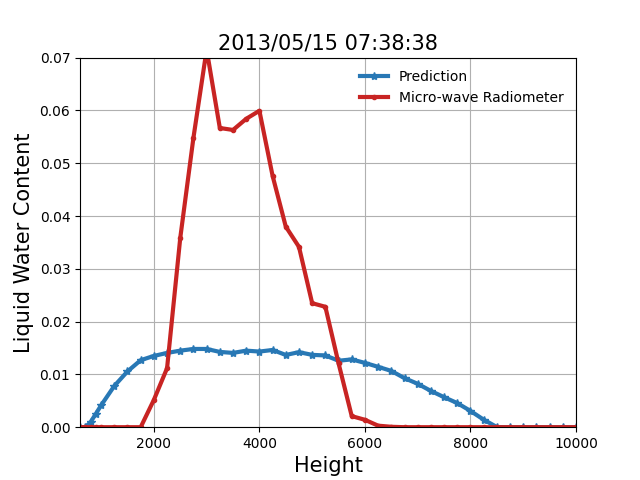 2013/05/15 07:38:38
0.07
0.06
0.05
0.04
0.03
0.02
0.01
0.00
Liquid Water Content
Prediction
Micro-wave Radiometer
2000 4000 6000 8000 10000
Height